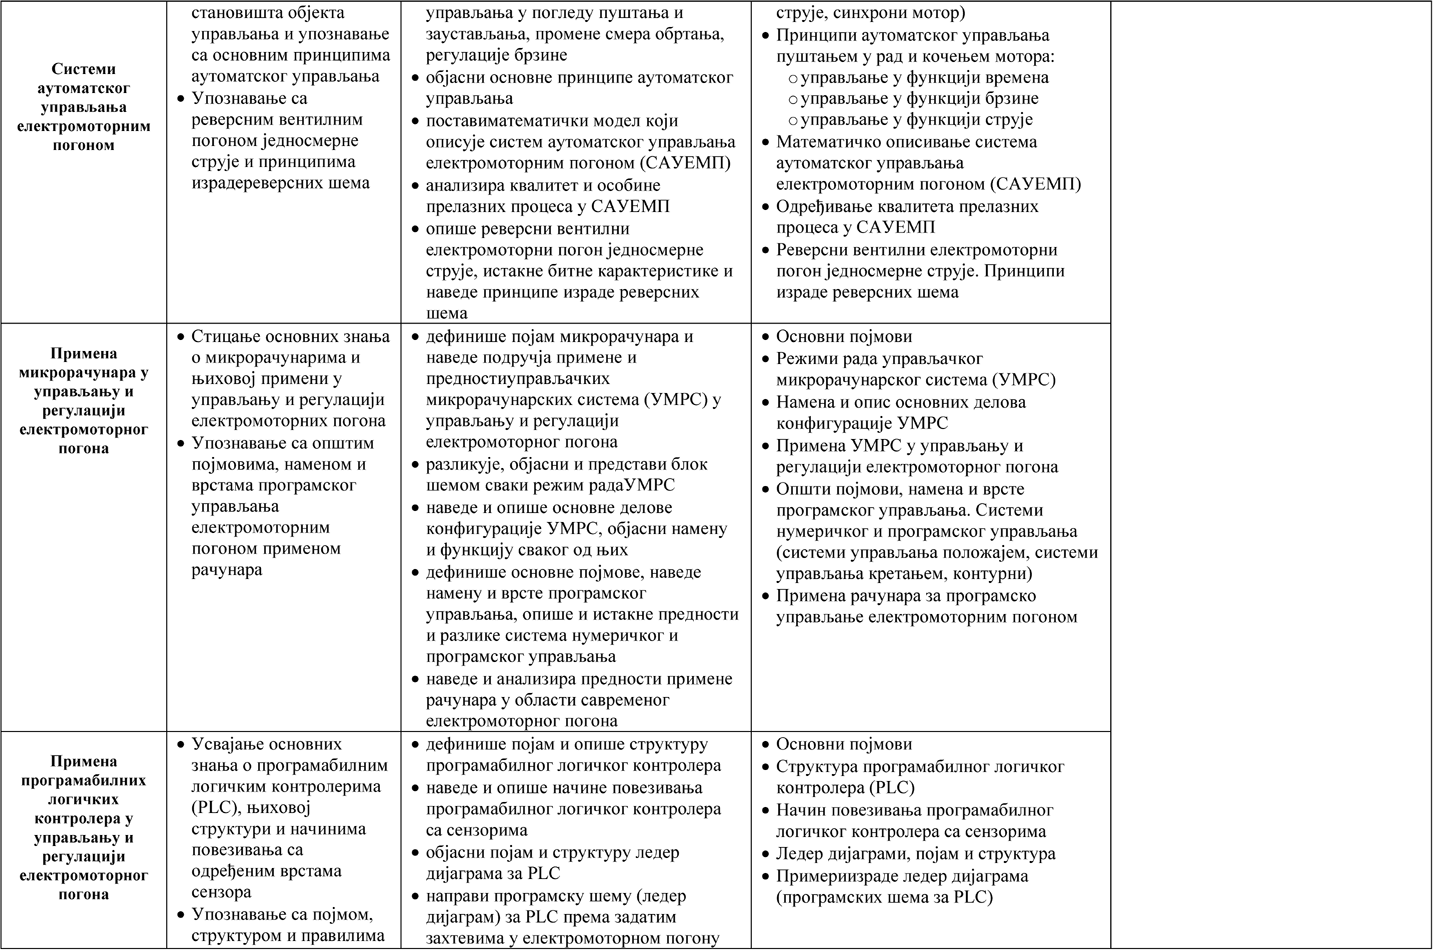 Системи
аутоматског
управљања
електромоторним
погоном
становишта објекта
управљања и упознавање
са основним принципима
аутоматског управљања
• Упознавање са
реверсним вентилним
погоном једносмерне
струје и принципима
израдереверсних шема
управљања у погледу пуштања и
заустављања, промене смера обртања,
регулације брзине
• објасни основне принципе аутоматског
управљања
• поставиматематички модел који
описује систем аутоматског управљања
електромоторним погоном (САУЕМП)
• анализира квалитет и особине
прелазних процеса у САУЕМП
• опише реверсни вентилни
електромоторни погон једносмерне
струје, истакне битне карактеристике и
наведе принципе израде реверсних
шема
струје, синхрони мотор)
• Принципи аутоматског управљања
пуштањем у рад и кочењем мотора:
o управљање у функцији времена
o управљање у функцији брзине
o управљање у функцији струје
• Математичко описивање система
аутоматског управљања
електромоторним погоном (САУЕМП)
• Одређивање квалитета прелазних
процеса у САУЕМП
• Реверсни вентилни електромоторни
погон једносмерне струје. Принципи
израде реверсних шема
Примена
микрорачунара у
управљању и
регулацији
електромоторног
погона
• Стицање основних знања
о микрорачунарима и
њиховој примени у
управљању и регулацији
електромоторних погона
• Упознавање са општим
појмовима, наменом и
врстама програмског
управљања
електромоторним
погоном применом
рачунара
• дефинише појам микрорачунара и
наведе подручја примене и
предностиуправљачких
микрорачунарских система (УМРС) у
управљању и регулацији
електромоторног погона
• разликује, објасни и представи блок
шемом сваки режим радаУМРС
• наведе и опише основне делове
конфигурације УМРС, објасни намену
и функцију сваког од њих
• дефинише основне појмове, наведе
намену и врсте програмског
управљања, опише и истакне предности
и разлике система нумеричког и
програмског управљања
• наведе и анализира предности примене
рачунара у области савременог
електромоторног погона
• Основни појмови
• Режими рада управљачког
микрорачунарског система (УМРС)
• Намена и опис основних делова
конфигурације УМРС
• Примена УМРС у управљању и
регулацији електромоторног погона
• Општи појмови, намена и врсте
програмског управљања. Системи
нумеричког и програмског управљања
(системи управљања положајем, системи
управљања кретањем, контурни)
• Примена рачунара за програмско
управљање електромоторним погоном
Примена
програмабилних
логичких
контролера у
управљању и
регулацији
електромоторног
погона
• Усвајање основних
знања о програмабилним
логичким контролерима
(PLC), њиховој
структури и начинима
повезивања са
одређеним врстама
сензора
• Упознавање са појмом,
структуром и правилима
• дефинише појам и опише структуру
програмабилног логичког контролера
• наведе и опише начине повезивања
програмабилног логичког контролера
са сензорима
• објасни појам и структуру ледер
дијаграма за PLC
• направи програмску шему (ледер
дијаграм) за PLC према задатим
захтевима у електромоторном погону
• Основни појмови
• Структура програмабилног логичког
контролера (PLC)
• Начин повезивања програмабилног
логичког контролера са сензорима
• Ледер дијаграми, појам и структура
• Примериизраде ледер дијаграма
(програмских шема за PLC)